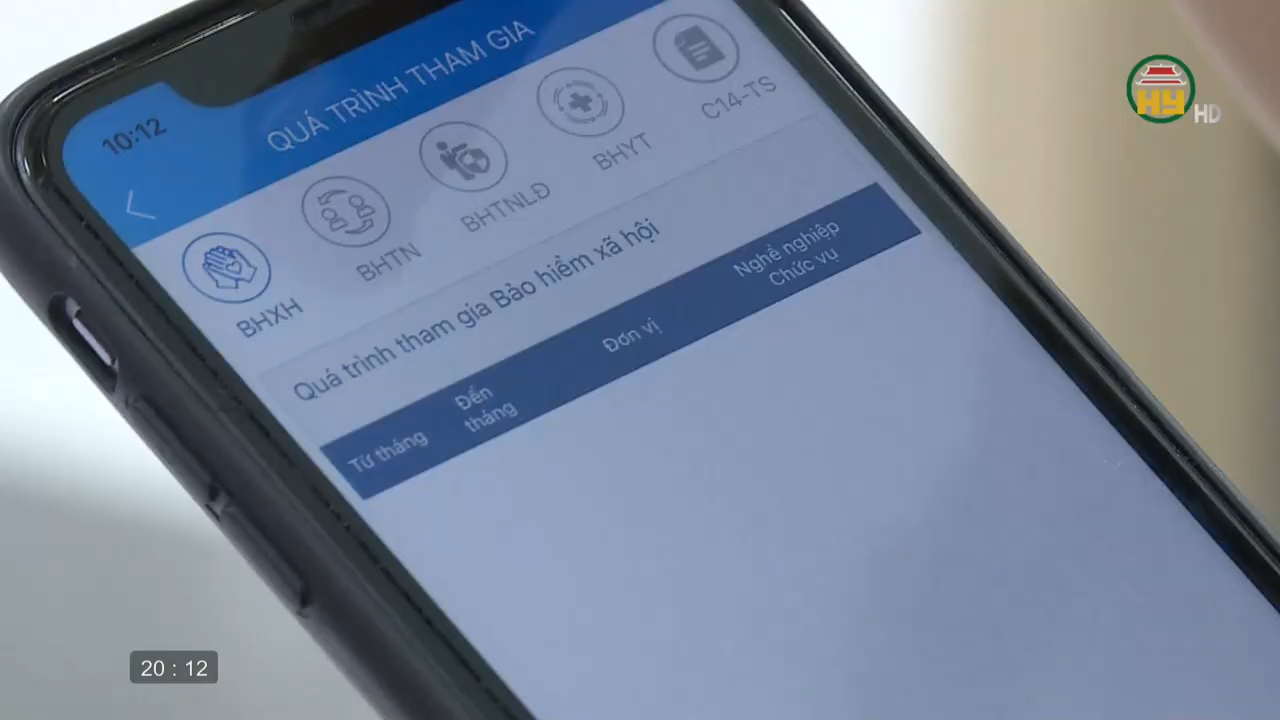 10:12
QUÁ TRÌNH THAM GIA
BHXH
BHTN
BHTNLĐ
BHYT
C14-TS
Quá trình tham gia Bảo hiểm xã hội
Từ tháng
Đến
tháng
Đơn vị
Nghề nghiệp
Chức vụ
HY HD
20 : 12